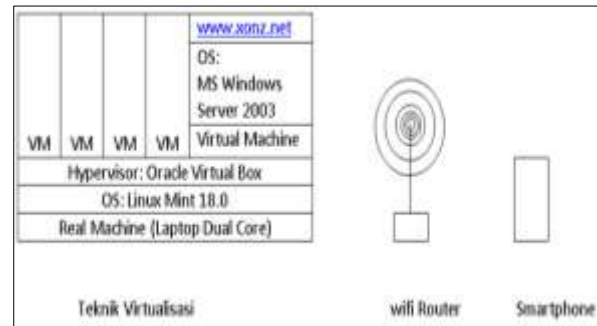 www.xonz.net
OS:
MS Windows
Server 2003
VM VM VM VM Virtual Machine
Hypervisor: Oracle Virtual Box
OS: Linux Mint 18.0
Real Machine (Laptop Dual Core)
Teknik Virtualisasi wifi Router Smartphone